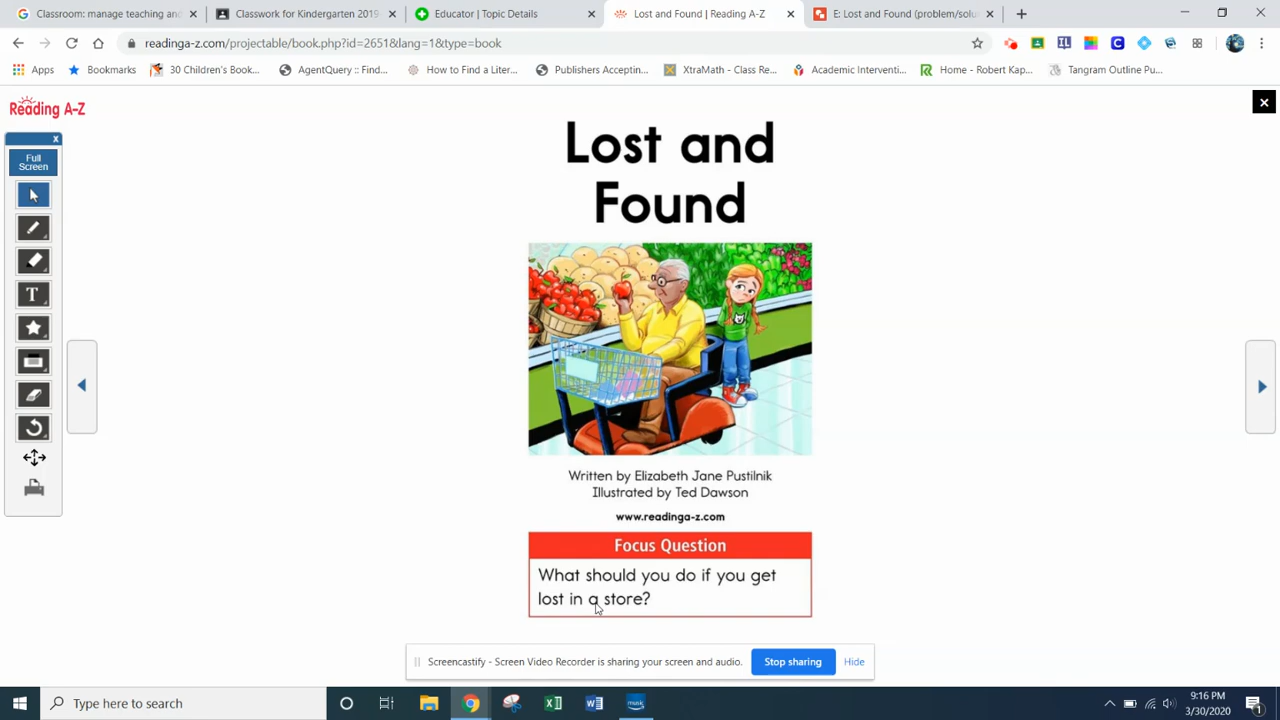 Classroom: manage teaching and
Classwork for Kindergarten 2019
Educator | Topic Details
Lost and Found | Reading A-Z
E: Lost and Found (problem/solu
readinga-z.com/projectable/book.php?id=2651&lang=1&type=book
Apps
Bookmarks
30 Children's Book...
AgentQuery :: Find...
How to Find a Liter...
Publishers Acceptin...
XtraMath - Class Re...
Academic Interventi...
Home - Robert Kap...
Tangram Outline Pu...
Reading A-Z
Full
Screen
T
Lost and
Found
Written by Elizabeth Jane Pustilnik
Illustrated by Ted Dawson
www.readinga-z.com
Focus Question
What should you do if you get
lost in a store?
Screencastify - Screen Video Recorder is sharing your screen and audio.
Stop sharing
Hide
Type here to search
music
9:16 PM
3/30/2020
1